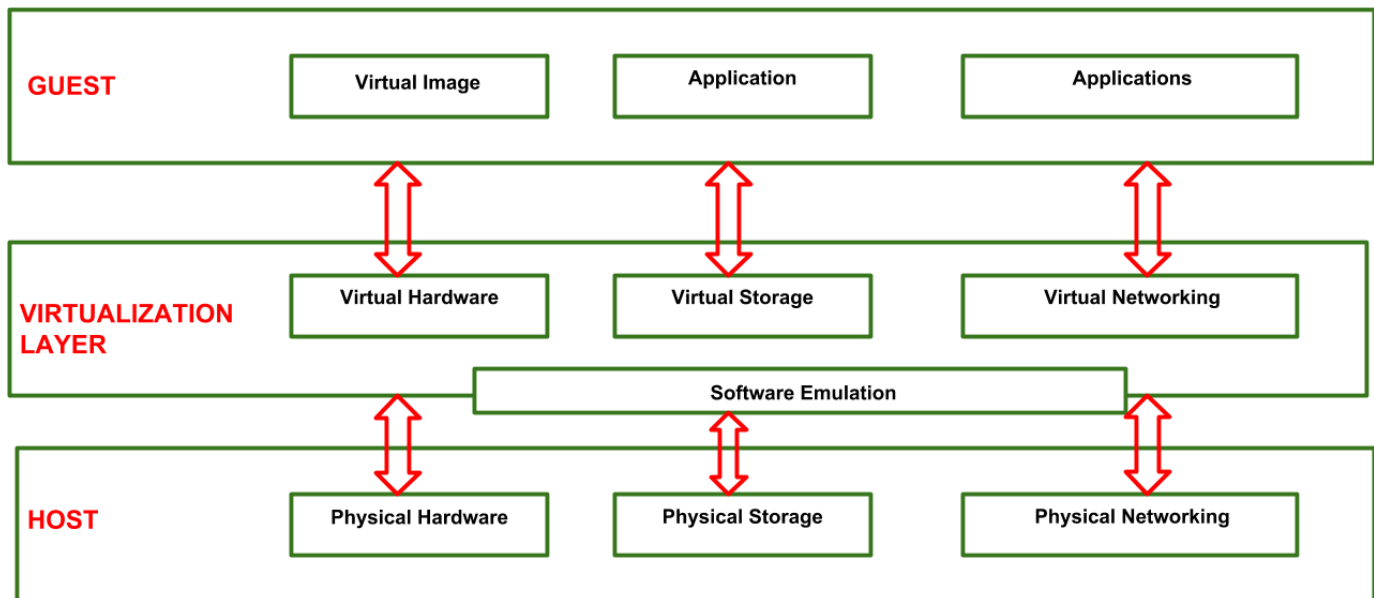 GUEST
Virtual Image
Application
Applications
VIRTUALIZATION
LAYER
Virtual Hardware
Virtual Storage
Virtual Networking
Software Emulation
HOST
Physical Hardware
Physical Storage
Physical Networking